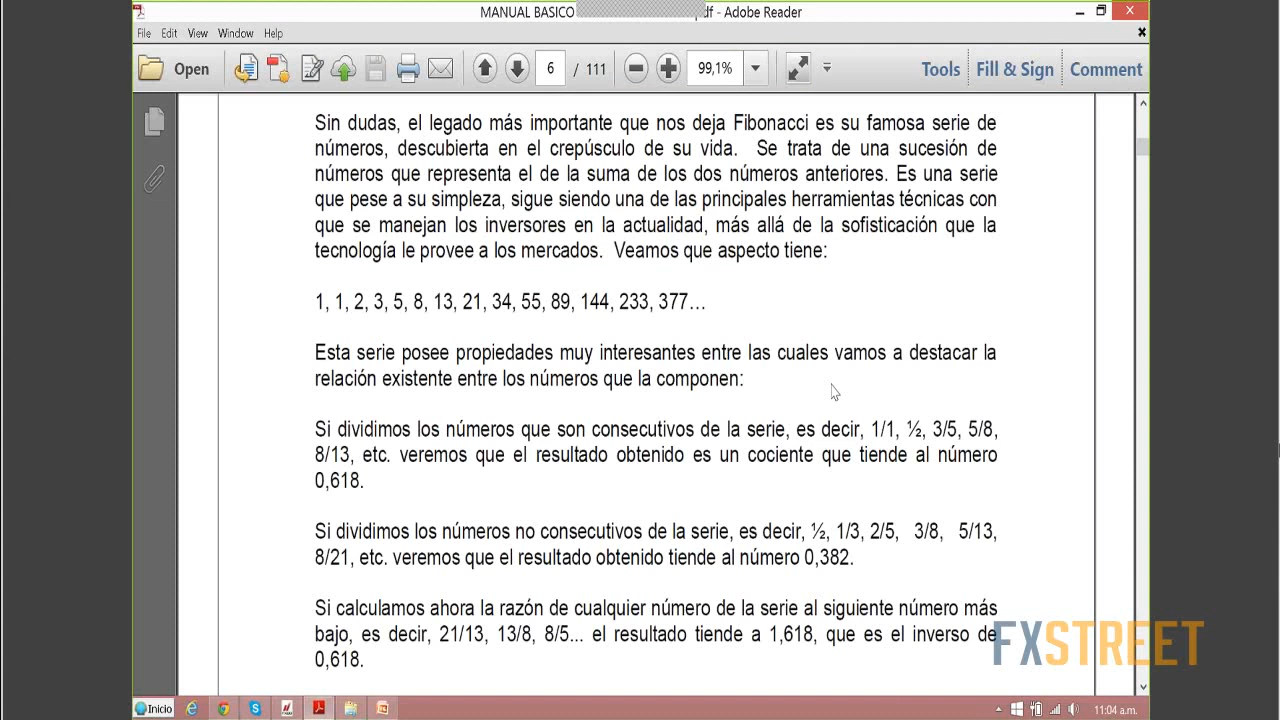 MANUAL BASICO pdf - Adobe Reader
File Edit View Window Help
Open 6 / 111 99,1% Tools Fill & Sign Comment
Sin dudas, el legado más importante que nos deja Fibonacci es su famosa serie de
números, descubierta en el crepúsculo de su vida. Se trata de una sucesión de
números que representa el de la suma de los dos números anteriores. Es una serie
que pese a su simpleza, sigue siendo una de las principales herramientas técnicas con
que se manejan los inversores en la actualidad, más allá de la sofisticación que la
tecnología le provee a los mercados. Veamos que aspecto tiene:
1, 1, 2, 3, 5, 8, 13, 21, 34, 55, 89, 144, 233, 377…
Esta serie posee propiedades muy interesantes entre las cuales vamos a destacar la
relación existente entre los números que la componen:
Si dividimos los números que son consecutivos de la serie, es decir, 1/1, ½, 3/5, 5/8,
8/13, etc. veremos que el resultado obtenido es un cociente que tiende al número
0,618.
Si dividimos los números no consecutivos de la serie, es decir, ½, 1/3, 2/5, 3/8, 5/13,
8/21, etc. veremos que el resultado obtenido tiende al número 0,382.
Si calculamos ahora la razón de cualquier número de la serie al siguiente número más
bajo, es decir, 21/13, 13/8, 8/5... el resultado tiende a 1,618, que es el inverso de
0,618.
FXSTREET
Inicio 11:04 a.m.